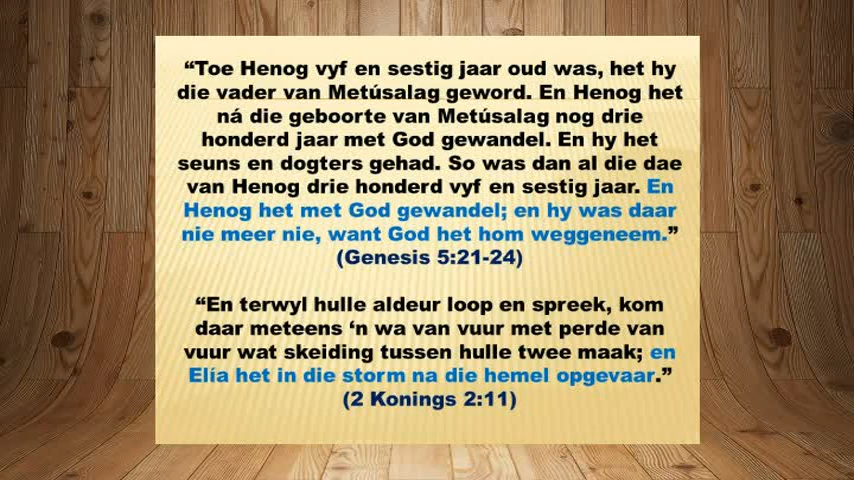 “Toe Henog vyf en sestig jaar oud was, het hy
die vader van Metúsalag geword. En Henog het
ná die geboorte van Metúsalag nog drie
honderd jaar met God gewandel. En hy het
seuns en dogters gehad. So was dan al die dae
van Henog drie honderd vyf en sestig jaar. En
Henog het met God gewandel; en hy was daar
nie meer nie, want God het hom weggeneem.”
(Genesis 5:21-24)
“En terwyl hulle aldeur loop en spreek, kom
daar meteens ‘n wa van vuur met perde van
vuur wat skeiding tussen hulle twee maak; en
Elía het in die storm na die hemel opgevaar.”
(2 Konings 2:11)